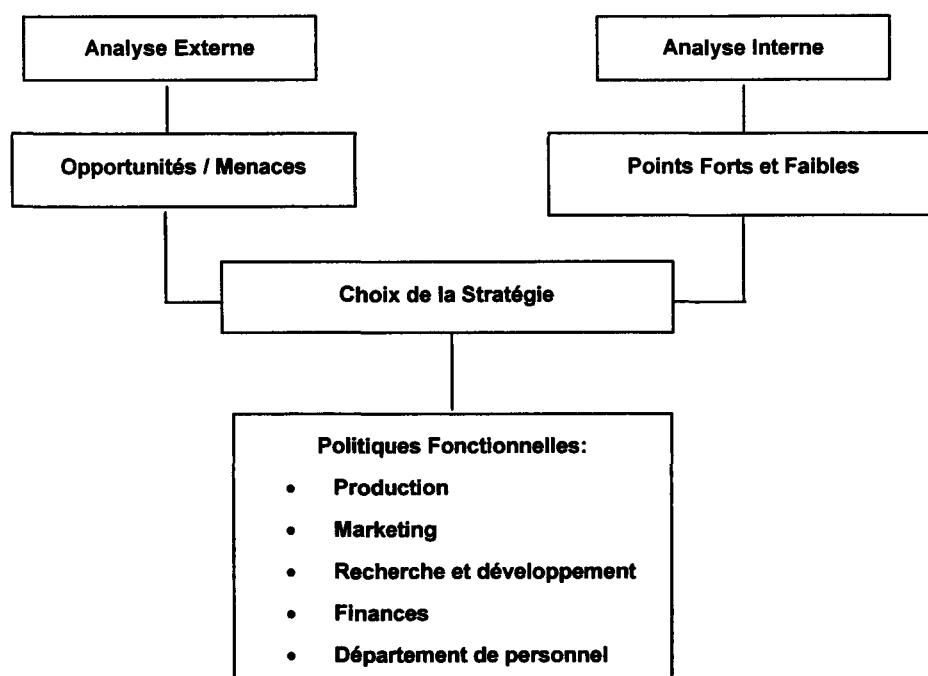 Analyse Externe
Analyse Interne
Opportunités / Menaces
Points Forts et Faibles
Choix de la Stratégie
Politiques Fonctionnelles:
• Production
• Marketing
• Recherche et développement
• Finances
• Département de personnel